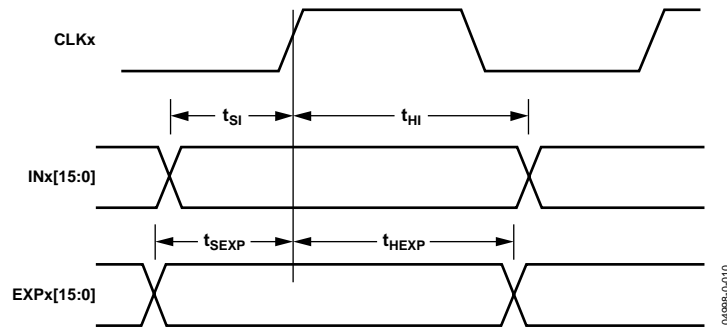 CLKx
tSI
tHI
INx[15:0]
tSEXP
tHEXP
EXPx[15:0]
04998-0-010